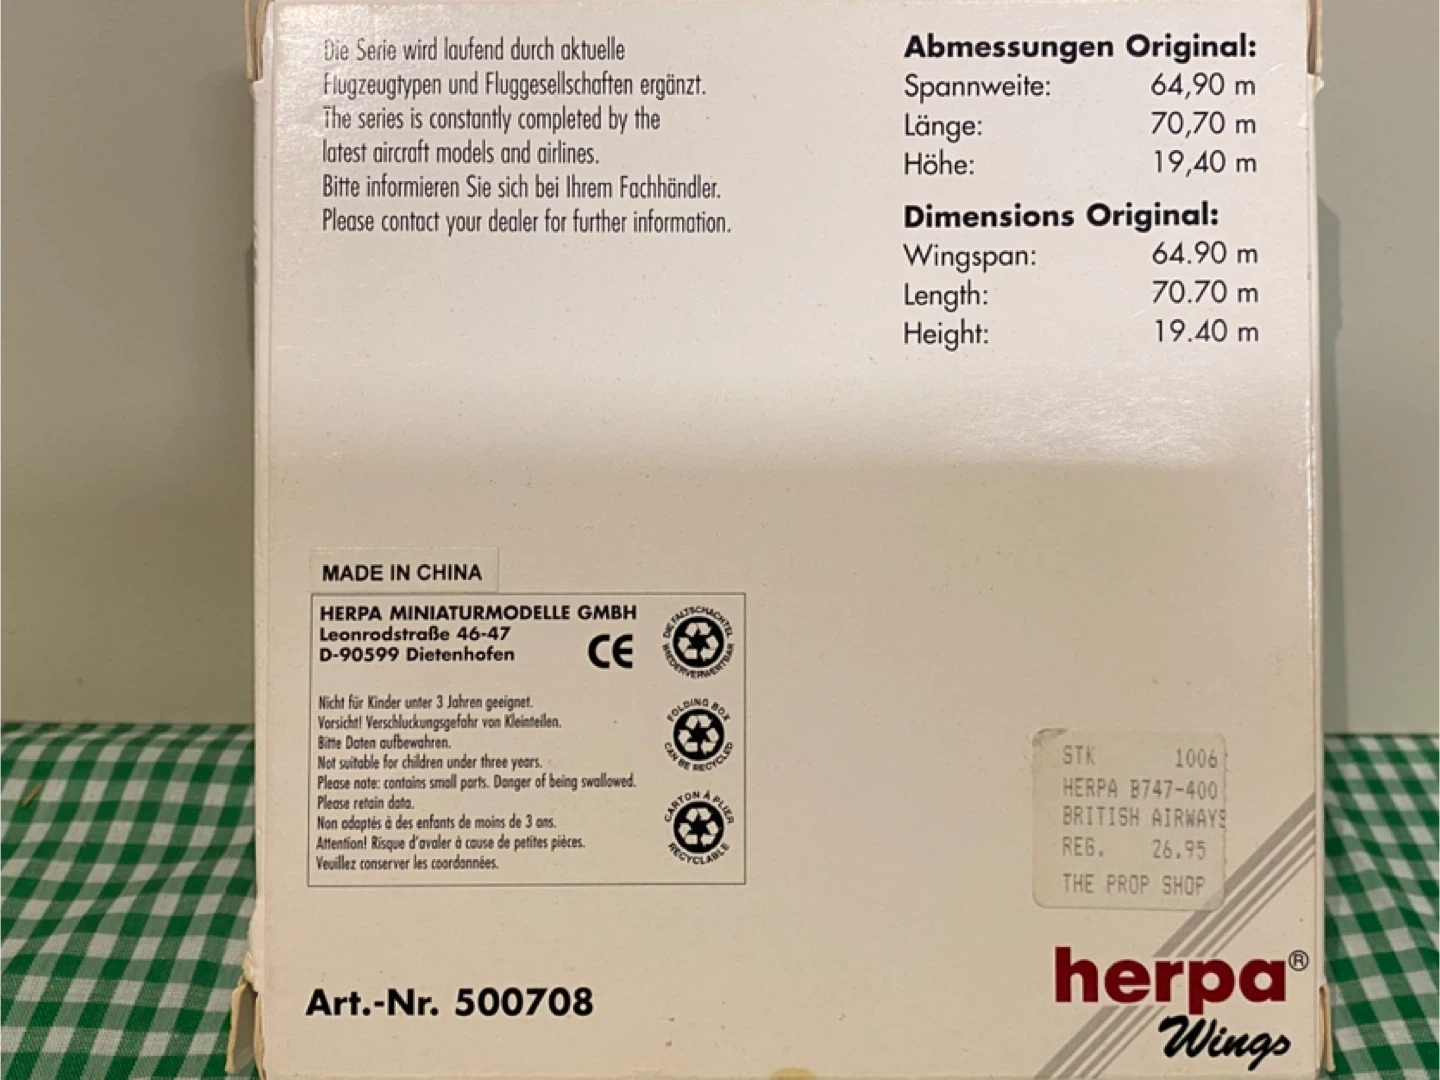 Die Serie wird laufend durch aktuelle
Flugzeugtypen und Fluggesellschaften ergänzt.
The series is constantly completed by the
latest aircraft models and airlines.
Bitte informieren Sie sich bei Ihrem Fachhändler.
Please contact your dealer for further information.
Abmessungen Original:
Spannweite: 64,90 m
Länge: 70,70 m
Höhe: 19,40 m
Dimensions Original:
Wingspan: 64.90 m
Length: 70.70 m
Height: 19.40 m
MADE IN CHINA
HERPA MINIATURMODELLE GMBH
Leonrodstraße 46-47
D-90599 Dietenhofen
CE
Nicht für Kinder unter 3 Jahren geeignet.
Vorsicht! Verschluckungsgefahr von Kleinteilen.
Bitte Daten aufbewahren.
Not suitable for children under three years.
Please note: contains small parts. Danger of being swallowed.
Please retain data.
Non adaptés à des enfants de moins de 3 ans.
Attention! Risque d'avaler à cause de petites pièces.
Veuillez conserver les coordonnées.
DIE FALTSCHACHTEL
WIEDERVERWERTBAR
FOLDING BOX
CAN BE RECYCLED
CARTON À PLIER
RECYCLABLE
STK 1006
HERPA B747-400
BRITISH AIRWAYS
REG. 26.95
THE PROP SHOP
Art.-Nr. 500708
herpa®
Wings